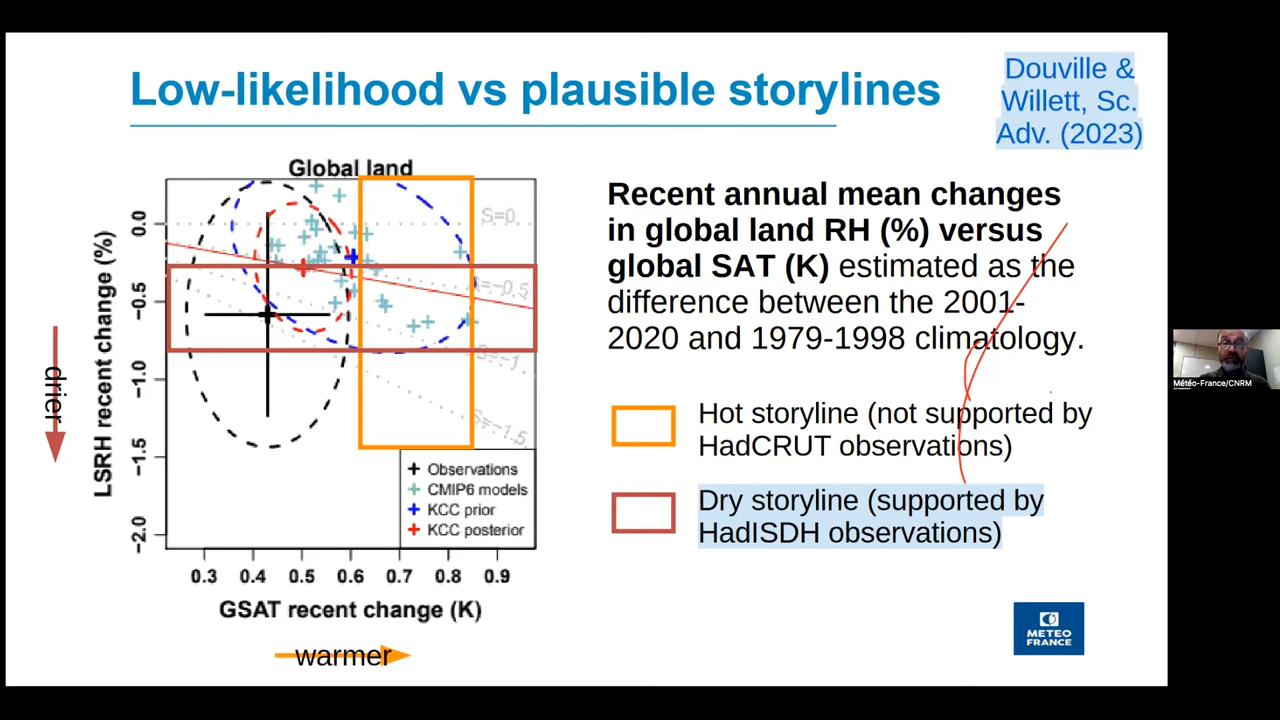 Low-likelihood vs plausible storylines
Douville &
Willett, Sc.
Adv. (2023)
Global land
LSRH recent change (%)
0.0
−0.5
−1.0
−1.5
−2.0
S=0.
S=−1.
S=−1.5
Observations
CMIP6 models
KCC prior
KCC posterior
0.3 0.4 0.5 0.6 0.7 0.8 0.9
GSAT recent change (K)
drier
warmer
Recent annual mean changes
in global land RH (%) versus
global SAT (K) estimated as the
difference between the 2001-
2020 and 1979-1998 climatology.
Hot storyline (not supported by
HadCRUT observations)
Dry storyline (supported by
HadISDH observations)
METEO
FRANCE
Météo-France/CNRM